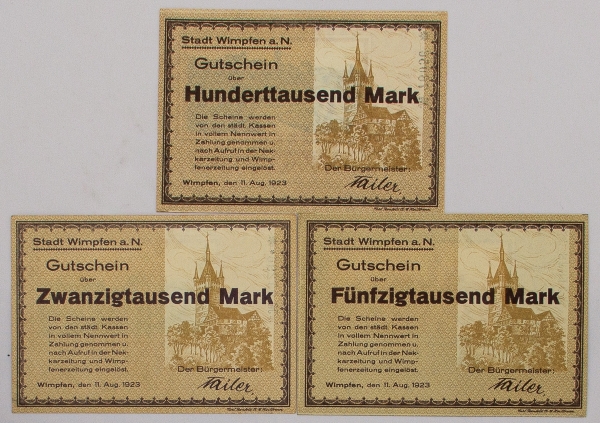 Stadt Wimpfen a. N.
Gutschein
über
Hunderttausend Mark
Die Scheine werden
von den städt. Kassen
in vollem Nennwert in
Zahlung genommen u.
nach Aufruf in der Nek-
karzeitung und Wimp-
fenerzeitung eingelöst.
Der Bürgermeister:
Wimpfen, den 11. Aug. 1923
Stadt Wimpfen a. N.
Gutschein
über
Zwanzigtausend Mark
Die Scheine werden
von den städt. Kassen
in vollem Nennwert in
Zahlung genommen u.
nach Aufruf in der Nek-
karzeitung und Wimp-
fenerzeitung eingelöst.
Der Bürgermeister:
Wimpfen, den 11. Aug. 1923
Stadt Wimpfen a. N.
Gutschein
über
Fünfzigtausend Mark
Die Scheine werden
von den städt. Kassen
in vollem Nennwert in
Zahlung genommen u.
nach Aufruf in der Nek-
karzeitung und Wimp-
fenerzeitung eingelöst.
Der Bürgermeister:
Wimpfen, den 11. Aug. 1923